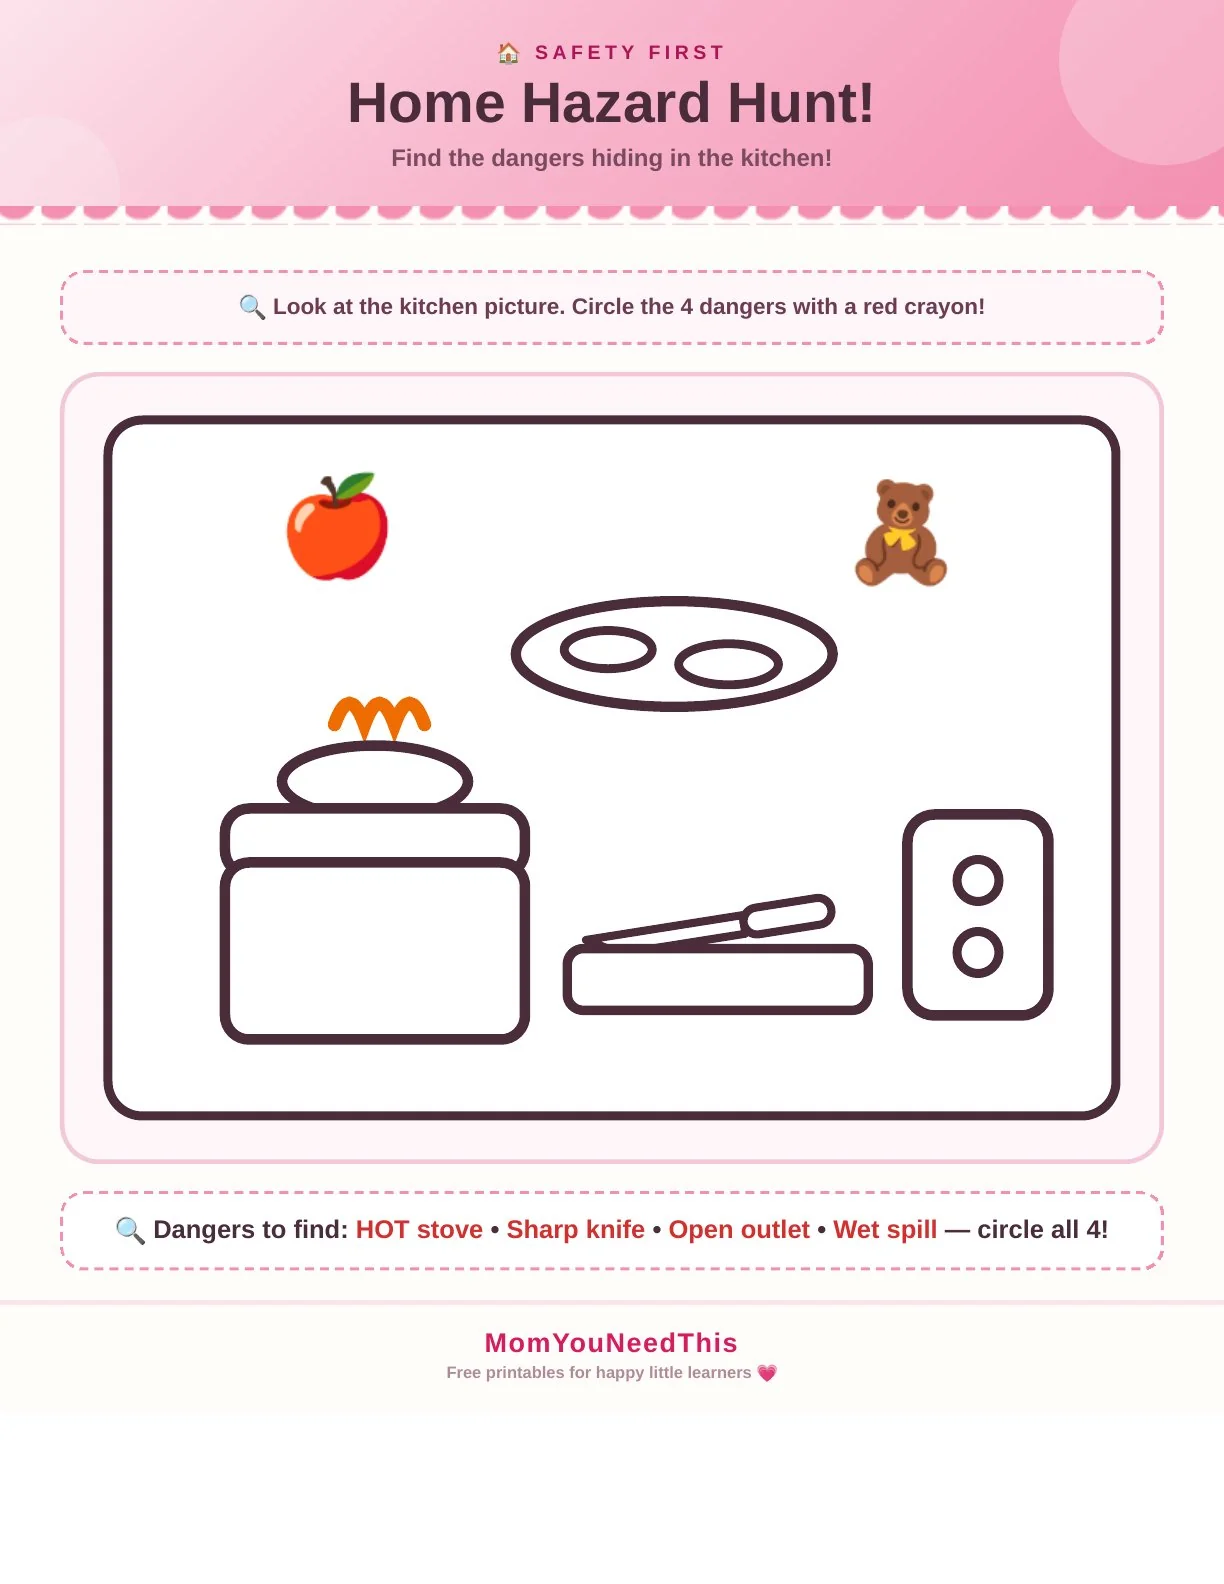 🏠 SAFETY FIRST
Home Hazard Hunt!
Find the dangers hiding in the kitchen!
🔍 Look at the kitchen picture. Circle the 4 dangers with a red crayon!
🔍 Dangers to find: HOT stove • Sharp knife • Open outlet • Wet spill — circle all 4!
MomYouNeedThis
Free printables for happy little learners 💗